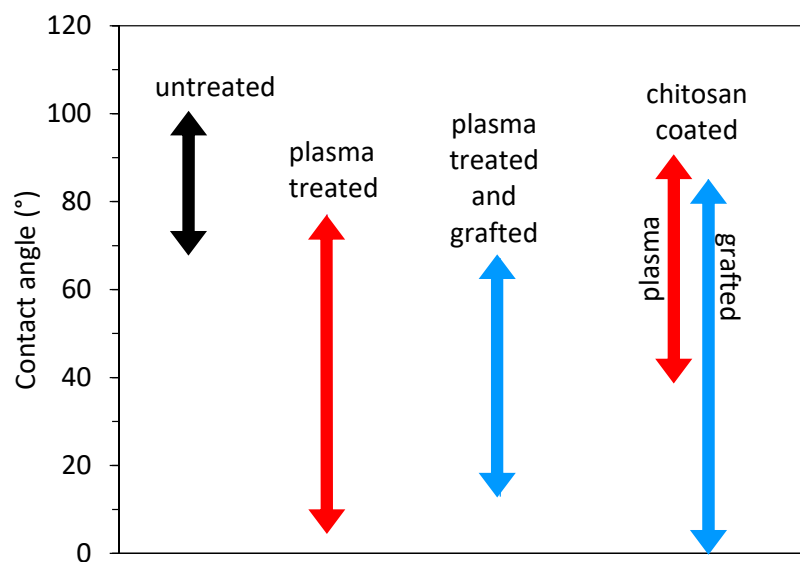 120
100
80
60
40
20
0
Contact angle (°)
untreated
plasma
treated
plasma
treated
and
grafted
chitosan
coated
plasma
grafted